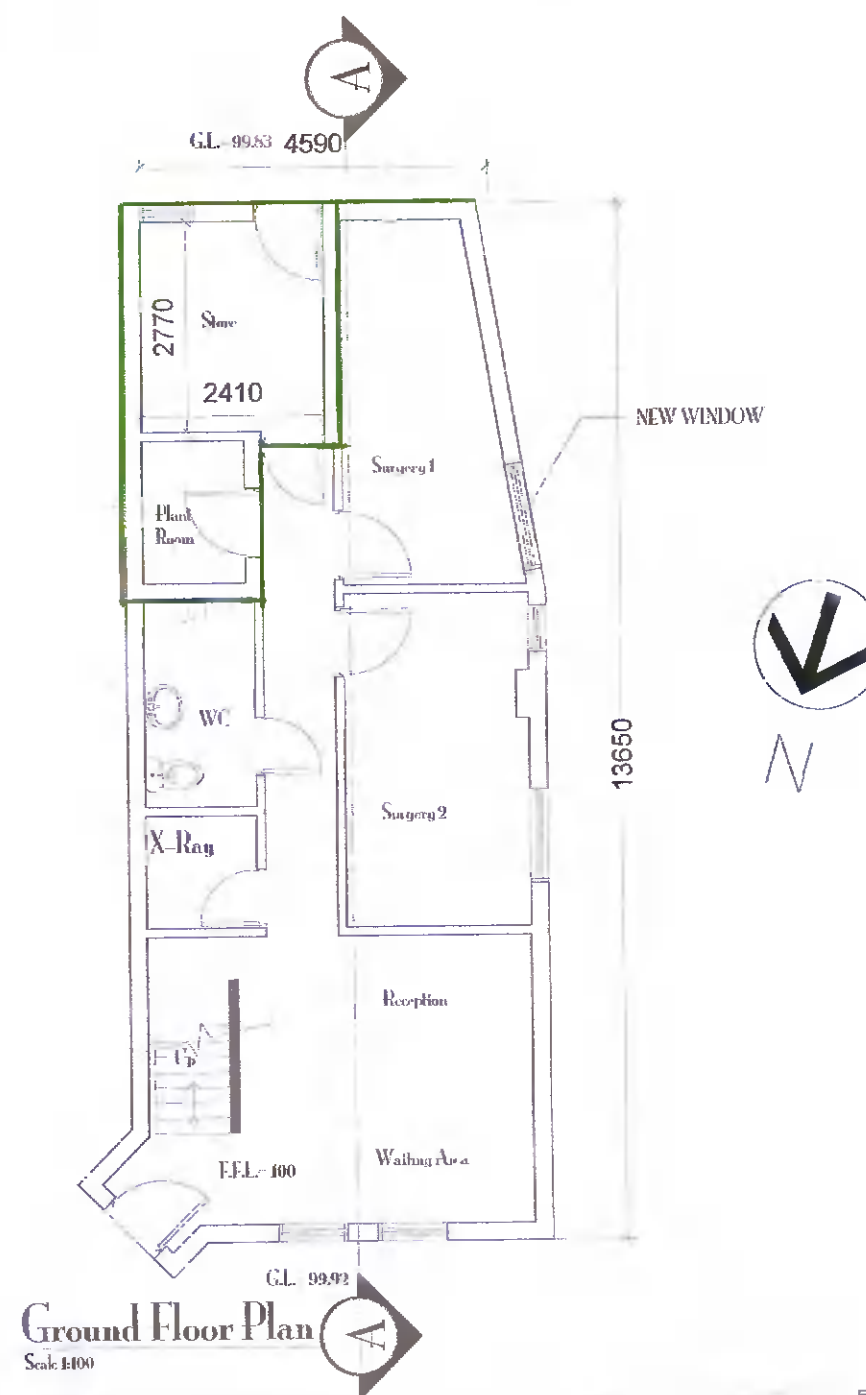 A
G.L. 99.83 4590
2770
Store
2410
NEW WINDOW
Surgery 1
Plant
Room
WC
13650
N
Surgery 2
X-Ray
Reception
Up
Waiting Area
F.F.L. 100
G.L. 99.92
Ground Floor Plan
A
Scale 1:100